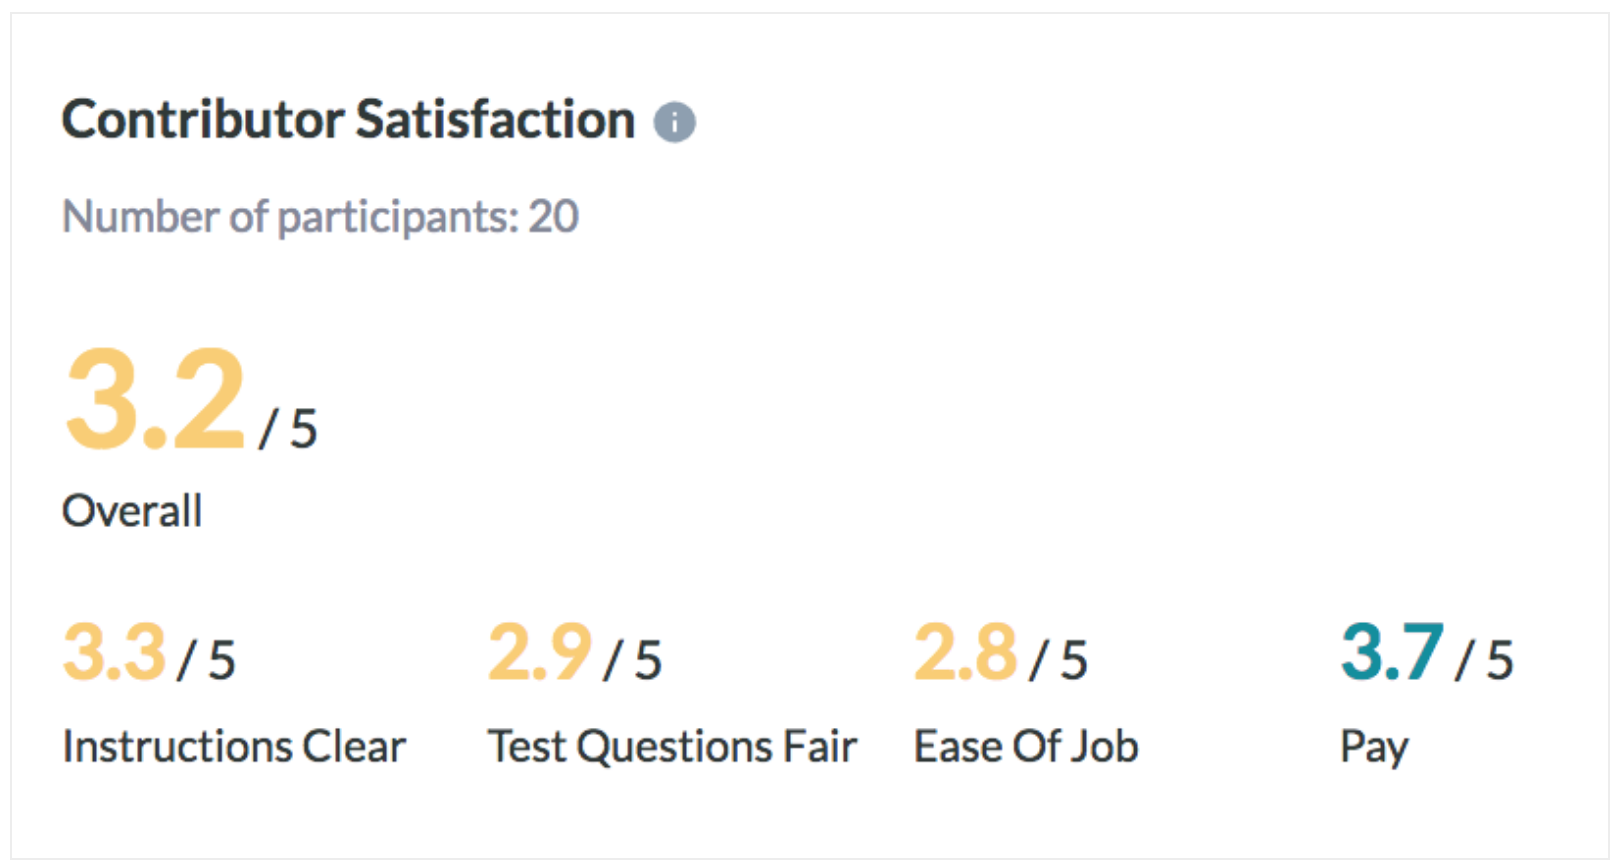 Contributor Satisfaction i
Number of participants: 20
3.2 / 5
Overall
3.3 / 5 2.9 / 5 2.8 / 5 3.7 / 5
Instructions Clear Test Questions Fair Ease Of Job Pay